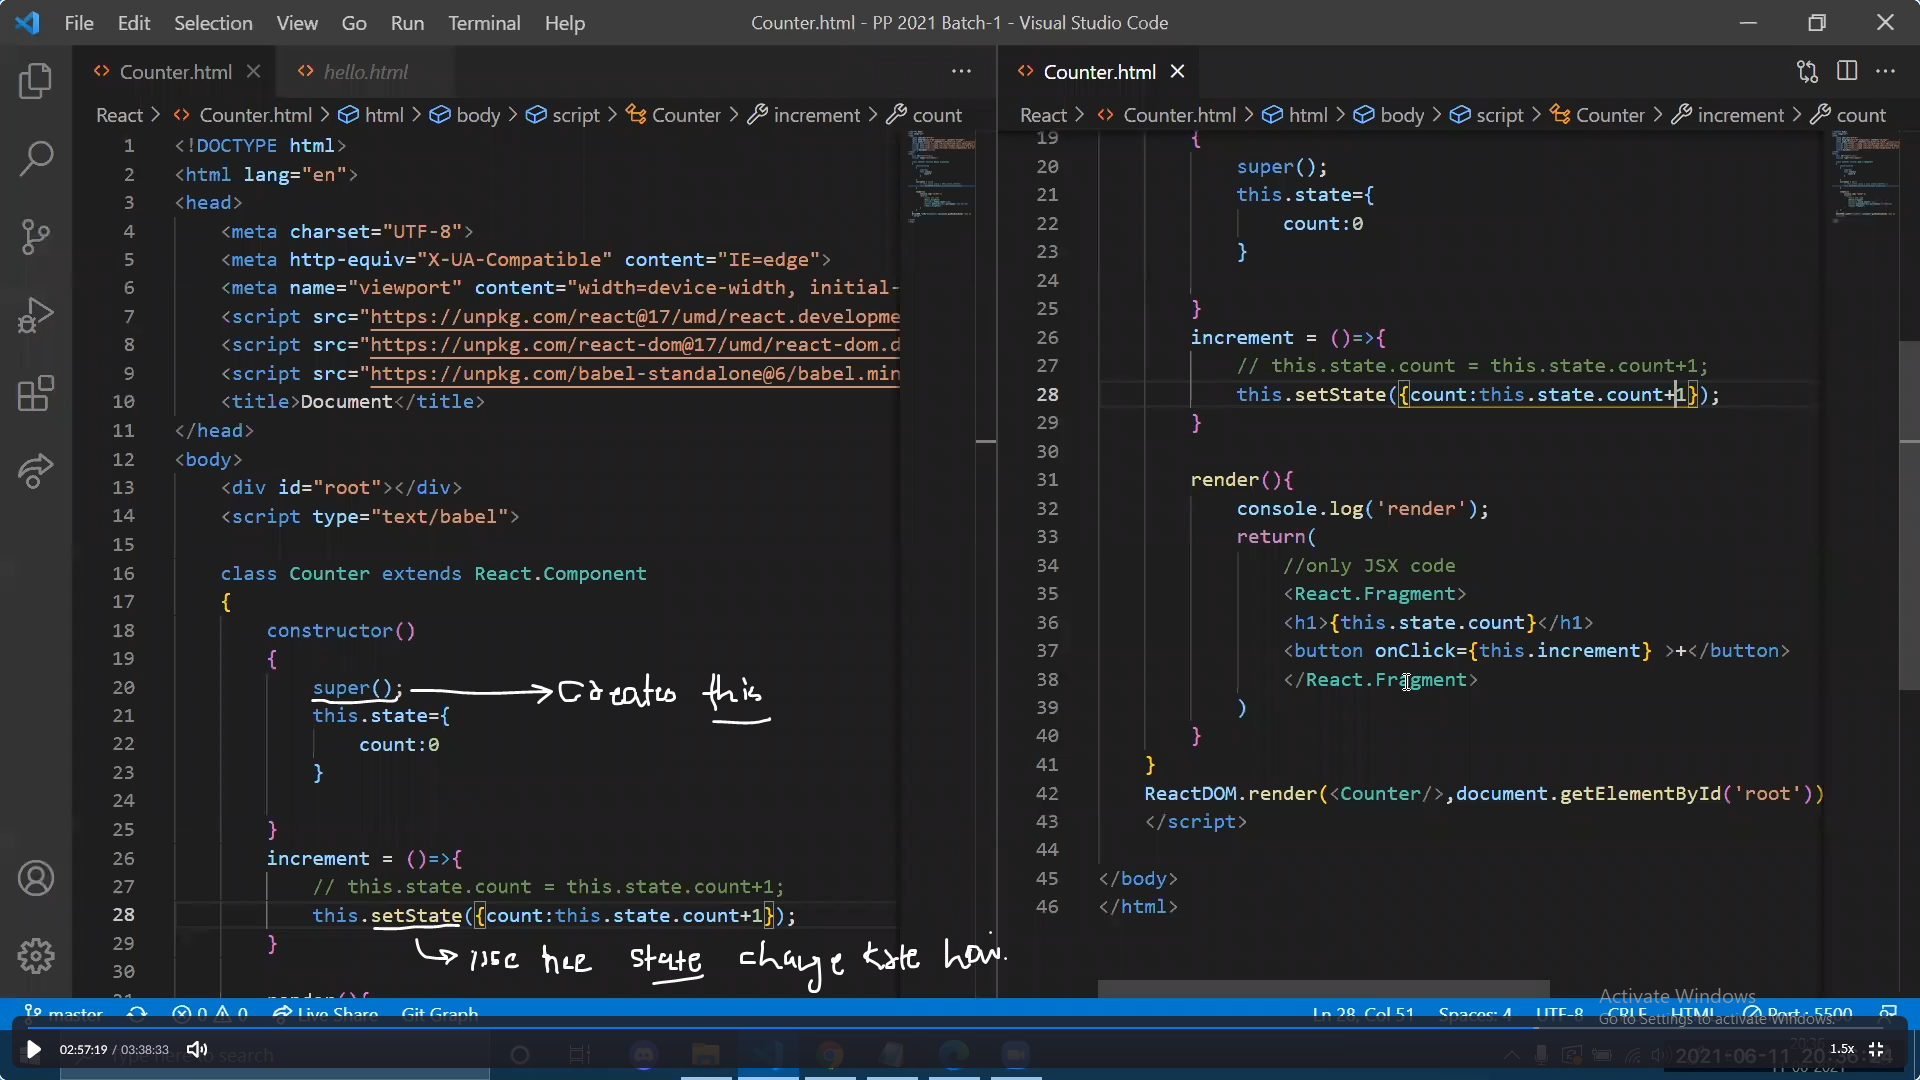 File Edit Selection View Go Run Terminal Help
Counter.html - PP 2021 Batch-1 - Visual Studio Code
Counter.html
hello.html
React > Counter.html > html > body > script > Counter > increment > count
1 <!DOCTYPE html>
2 <html lang="en">
3 <head>
4 <meta charset="UTF-8">
5 <meta http-equiv="X-UA-Compatible" content="IE=edge">
6 <meta name="viewport" content="width=device-width, initial-
7 <script src="https://unpkg.com/react@17/umd/react.developme
8 <script src="https://unpkg.com/react-dom@17/umd/react-dom.d
9 <script src="https://unpkg.com/babel-standalone@6/babel.min
10 <title>Document</title>
11 </head>
12 <body>
13 <div id="root"></div>
14 <script type="text/babel">
15
16 class Counter extends React.Component
17 {
18 constructor()
19 {
20 super(); → Creates this
21 this.state={
22 count:0
23 }
24
25 }
26 increment = ()=>{
27 // this.state.count = this.state.count+1;
28 this.setState({count:this.state.count+1});
29 }
state change
30
Counter.html
React > Counter.html > html > body > script > Counter > increment > count
19 {
20 super();
21 this.state={
22 count:0
23 }
24
25 }
26 increment = ()=>{
27 // this.state.count = this.state.count+1;
28 this.setState({count:this.state.count+1});
29 }
30
31 render(){
32 console.log('render');
33 return(
34 //only JSX code
35 <React.Fragment>
36 <h1>{this.state.count}</h1>
37 <button onClick={this.increment} >+</button>
38 </React.Fragment>
39 )
40 }
41 }
42 ReactDOM.render(<Counter/>,document.getElementById('root'))
43 </script>
44
45 </body>
46 </html>
Activate Windows
Go to Settings to activate Windows.
master 0 0 Live Share Git Graph
Ln 28, Col 51 Spaces: 4 UTF-8 CRLF HTML Port : 5500
02:57:19 / 03:38:33
here to search
1.5x